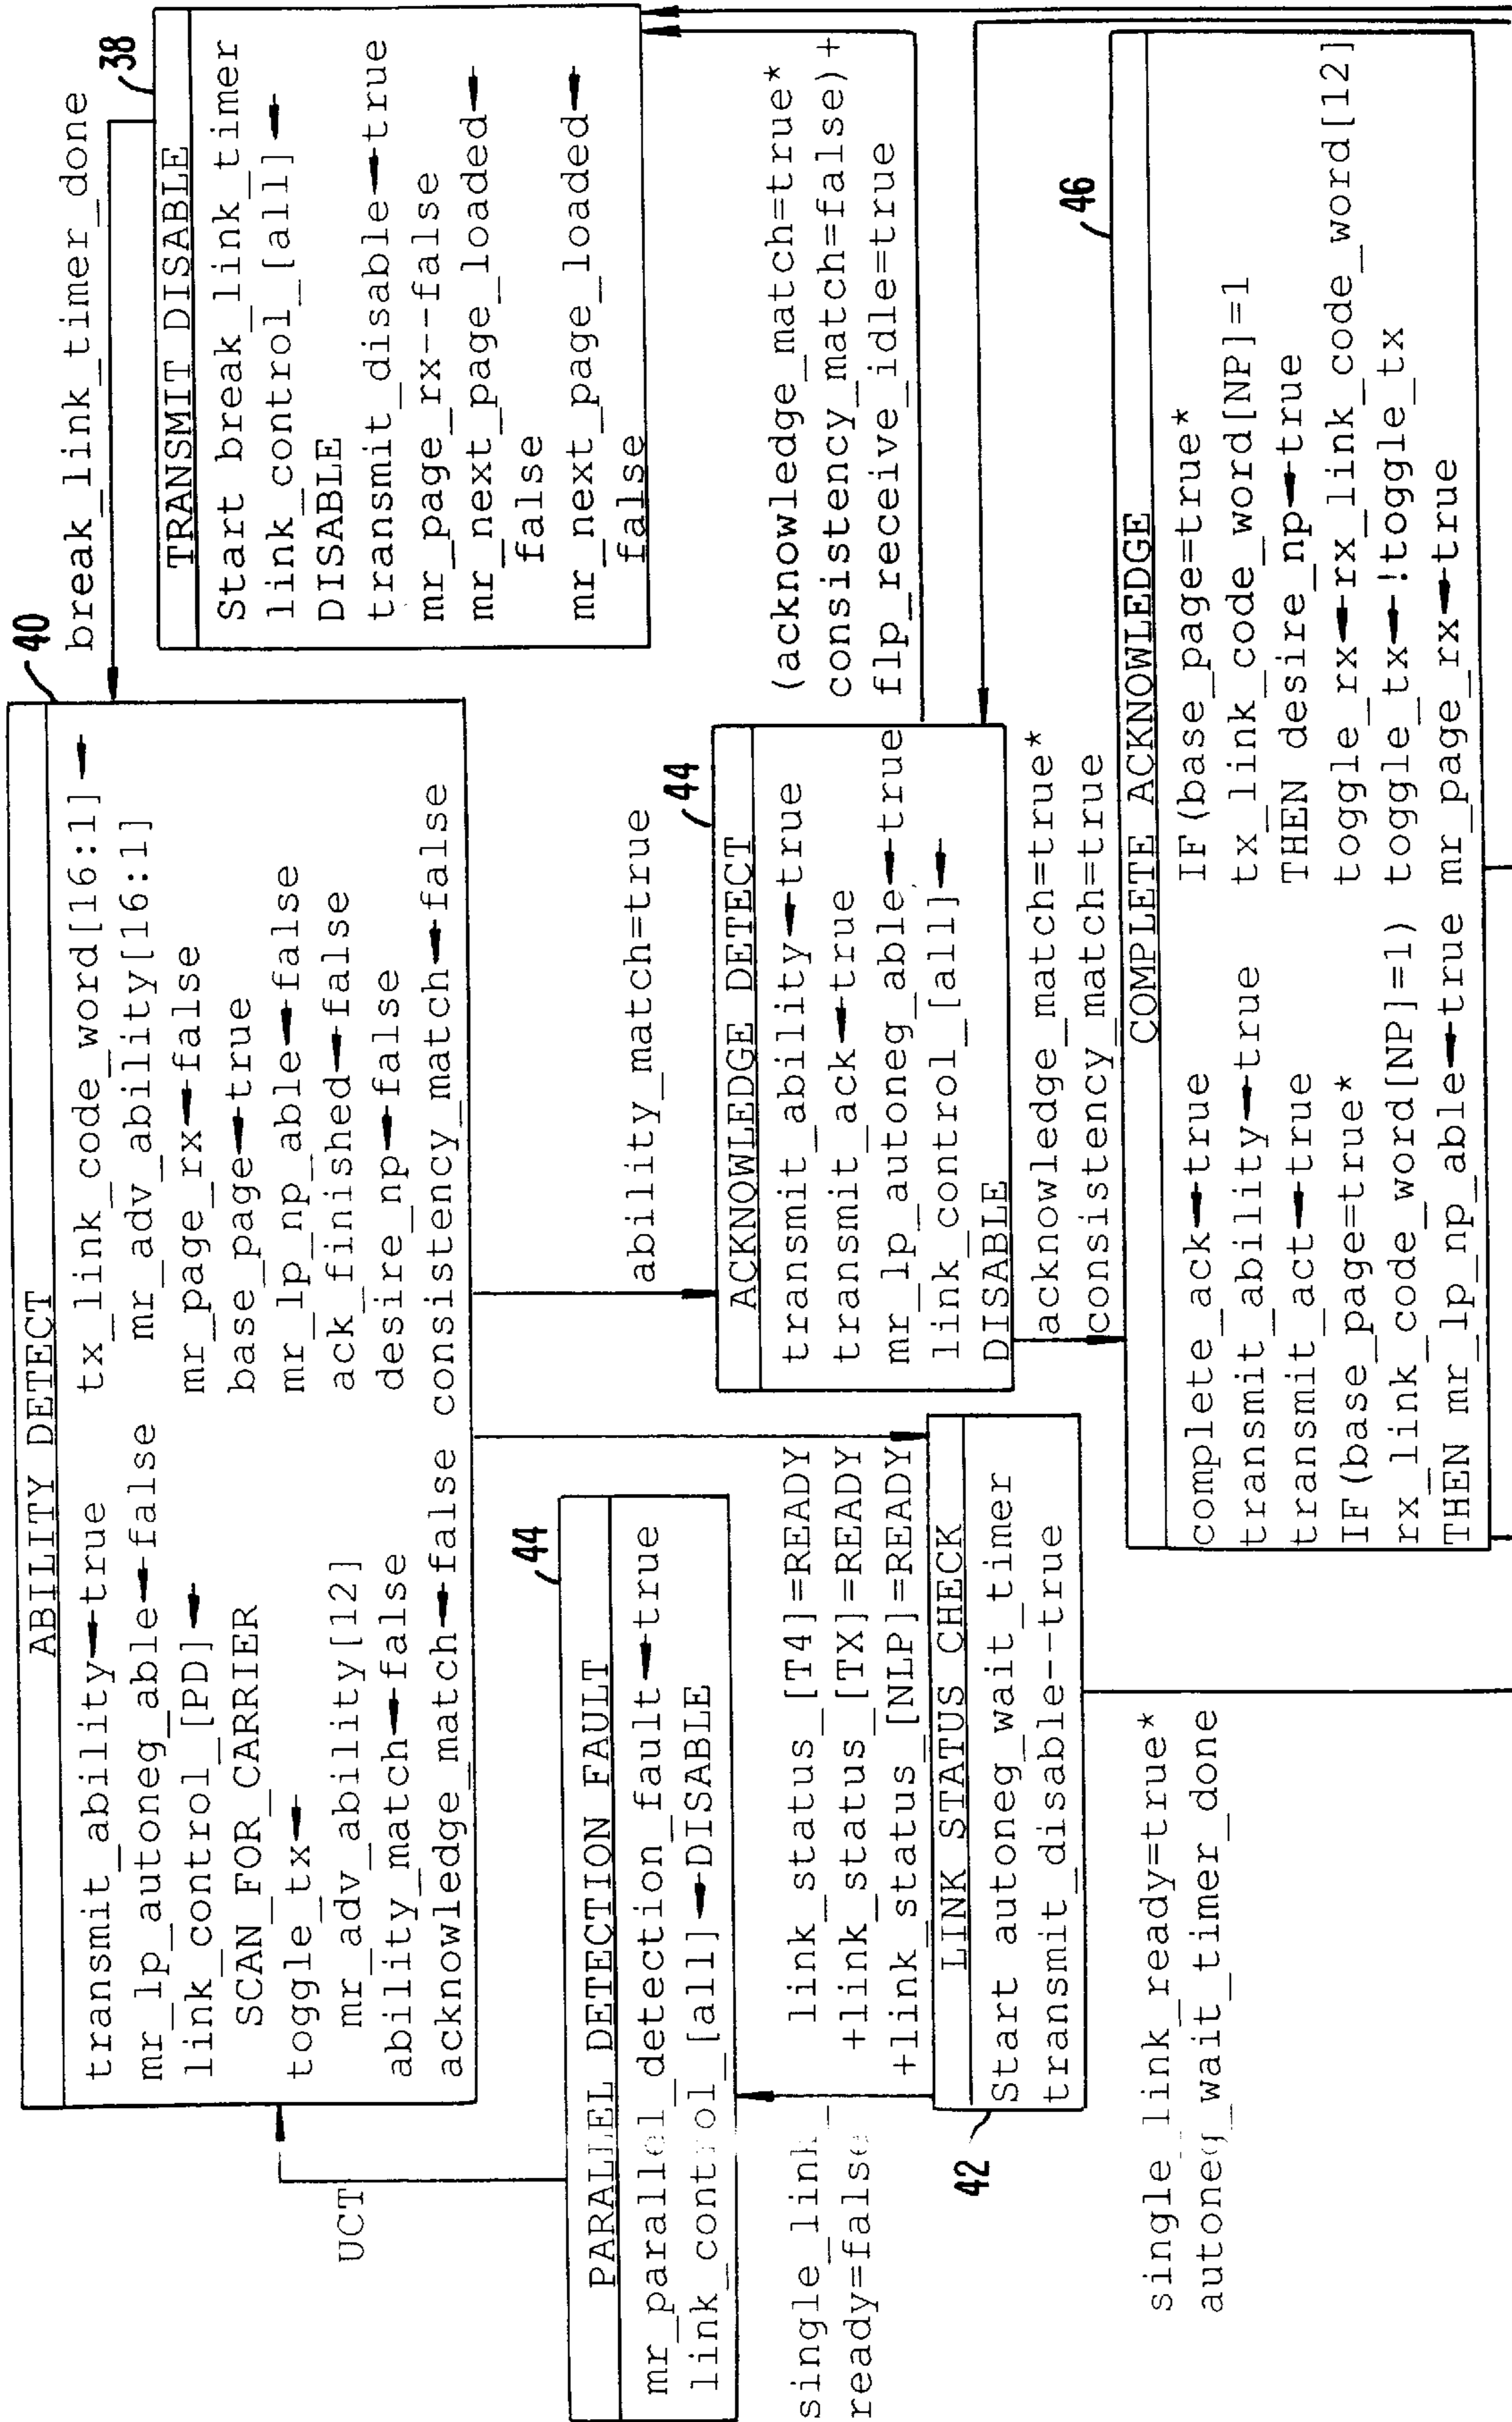 40
ABILITY DETECT
transmit_ability←true
mr_lp_autoneg_able←false
link_control_[PD]←
SCAN_FOR_CARRIER
toggle_tx←
mr_adv_ability[12]
ability_match←false
acknowledge_match←false
tx_link_code_word[16:1]←
mr_adv_ability[16:1]
mr_page_rx←false
base_page←true
mr_lp_np_able←false
ack_finished←false
desire_np←false
consistency_match←false
break_link_timer_done
38
TRANSMIT DISABLE
Start break_link_timer
link_control_[all]←
DISABLE
transmit_disable←true
mr_page_rx--false
mr_next_page_loaded←
false
mr_next_page_loaded←
false
UCT
44
PARALLEL DETECTION FAULT
mr_parallel_detection_fault←true
link_control_[all]←DISABLE
ability_match=true
44
ACKNOWLEDGE DETECT
transmit_ability←true
transmit_ack←true
mr_lp_autoneg_able←true
link_control_[all]←
DISABLE
(acknowledge_match=true*
consistency_match=false)+
flp_receive_idle=true
single_link_
ready=false
link_status_[T4]=READY
+link_status_[TX]=READY
+link_status_[NLP]=READY
42
LINK STATUS CHECK
Start autoneg_wait_timer
transmit_disable--true
acknowledge_match=true*
consistency_match=true
46
COMPLETE ACKNOWLEDGE
complete_ack←true
transmit_ability←true
transmit_act←true
IF(base_page=true*
rx_link_code_word[NP]=1)
THEN mr_lp_np_able←true
IF(base_page=true*
tx_link_code_word[NP]=1
THEN desire_np←true
toggle_rx←rx_link_code_word[12]
toggle_tx←!toggle_tx
mr_page_rx←true
single_link_ready=true*
autoneg_wait_timer_done